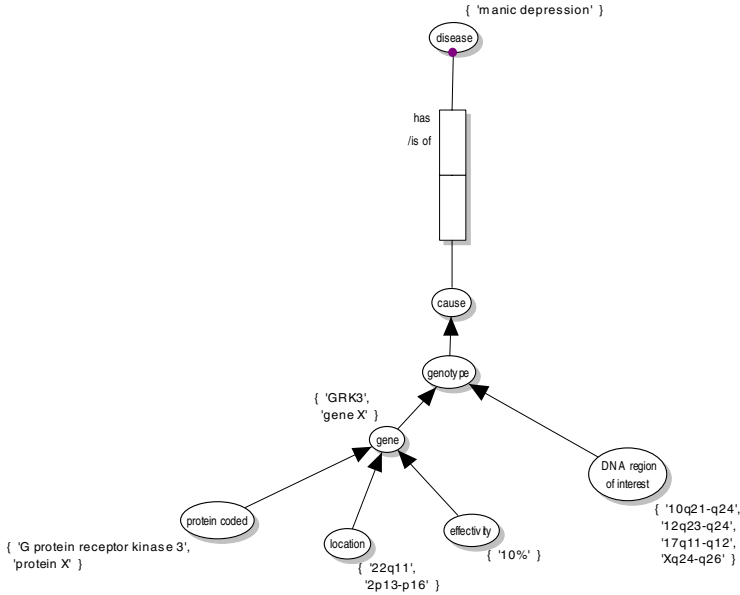 { 'manic depression' }
disease
has
/is of
cause
genotype
{ 'GRK3',
'gene X' }
gene
DNA region
of interest
protein coded
location
effectivity
{ '10q21-q24',
'12q23-q24',
'17q11-q12',
'Xq24-q26' }
{ 'G protein receptor kinase 3',
'protein X' }
{ '22q11',
'2p13-p16' }
{ '10%' }